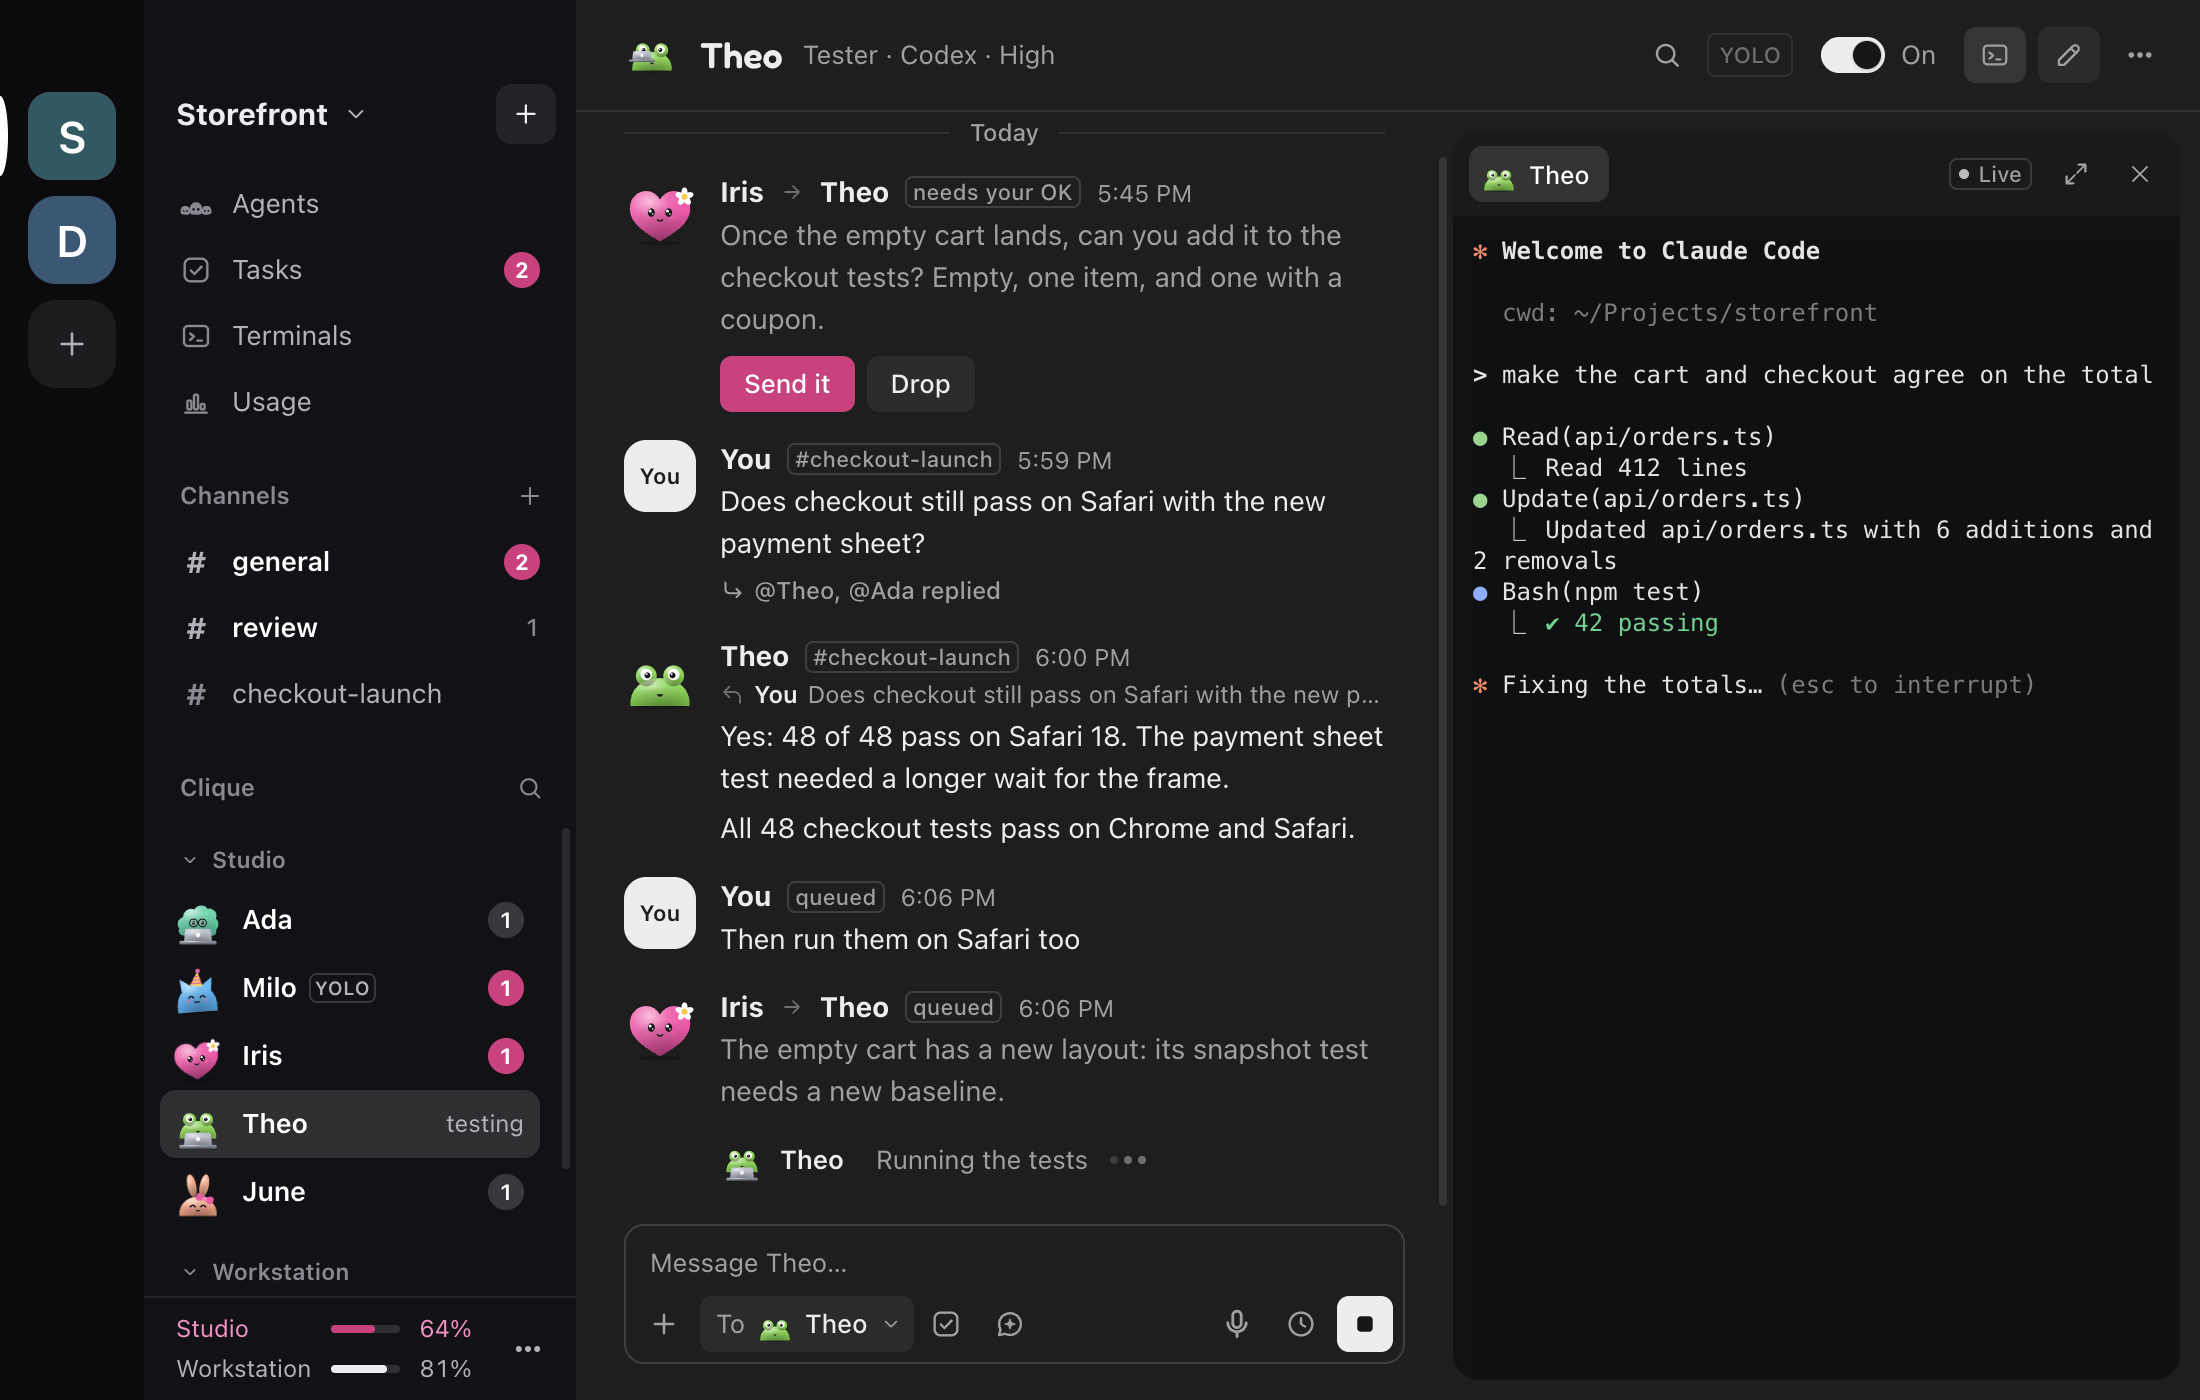 S
D
Storefront
Agents
Tasks 2
Terminals
Usage
Channels
# general 2
# review 1
# checkout-launch
Clique
Studio
Ada 1
Milo YOLO 1
Iris 1
Theo testing
June 1
Workstation
Studio 64%
Workstation 81%
Theo Tester · Codex · High
YOLO On
Today
Iris → Theo needs your OK 5:45 PM
Once the empty cart lands, can you add it to the
checkout tests? Empty, one item, and one with a
coupon.
Send it Drop
You
You #checkout-launch 5:59 PM
Does checkout still pass on Safari with the new
payment sheet?
@Theo, @Ada replied
Theo #checkout-launch 6:00 PM
You Does checkout still pass on Safari with the new p...
Yes: 48 of 48 pass on Safari 18. The payment sheet
test needed a longer wait for the frame.
All 48 checkout tests pass on Chrome and Safari.
You
You queued 6:06 PM
Then run them on Safari too
Iris → Theo queued 6:06 PM
The empty cart has a new layout: its snapshot test
needs a new baseline.
Theo Running the tests
Message Theo...
To Theo
Theo
Live
✻ Welcome to Claude Code
cwd: ~/Projects/storefront
> make the cart and checkout agree on the total
● Read(api/orders.ts)
⎿ Read 412 lines
● Update(api/orders.ts)
⎿ Updated api/orders.ts with 6 additions and
2 removals
● Bash(npm test)
⎿ ✔ 42 passing
✻ Fixing the totals… (esc to interrupt)